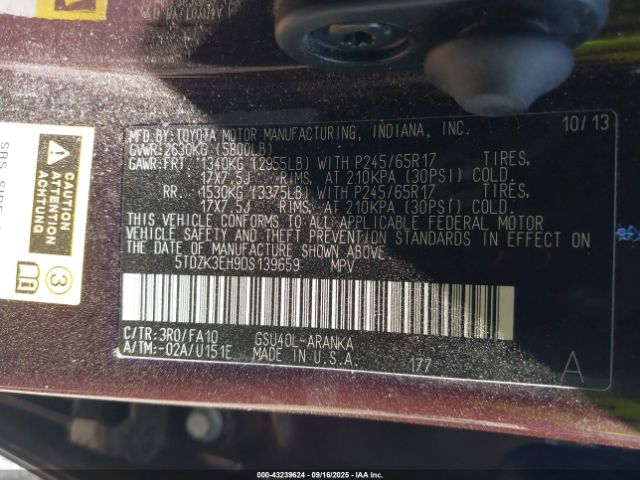 MFD.BY:TOYOTA MOTOR MANUFACTURING, INDIANA, INC. 10/13
GVWR:2630KG (5800LB)
GAWR:FRT 1340KG (2955LB) WITH P245/65R17 TIRES,
17X7.5J RIMS, AT 210KPA (30PSI) COLD.
RR 1530KG (3375LB) WITH P245/65R17 TIRES,
17X7.5J RIMS, AT 210KPA (30PSI) COLD.
THIS VEHICLE CONFORMS TO ALL APPLICABLE FEDERAL MOTOR
VEHICLE SAFETY AND THEFT PREVENTION STANDARDS IN EFFECT
ON THE DATE OF MANUFACTURE SHOWN ABOVE.
5TDZK3EH9DS139659 MPV
C/TR:3R0/FA10 GSU40L-ARANKA
A/TM:-02A/U151E MADE IN U.S.A. 177 A
SRS SIDE
3
i
000-43239624 - 09/16/2025 - IAA Inc.